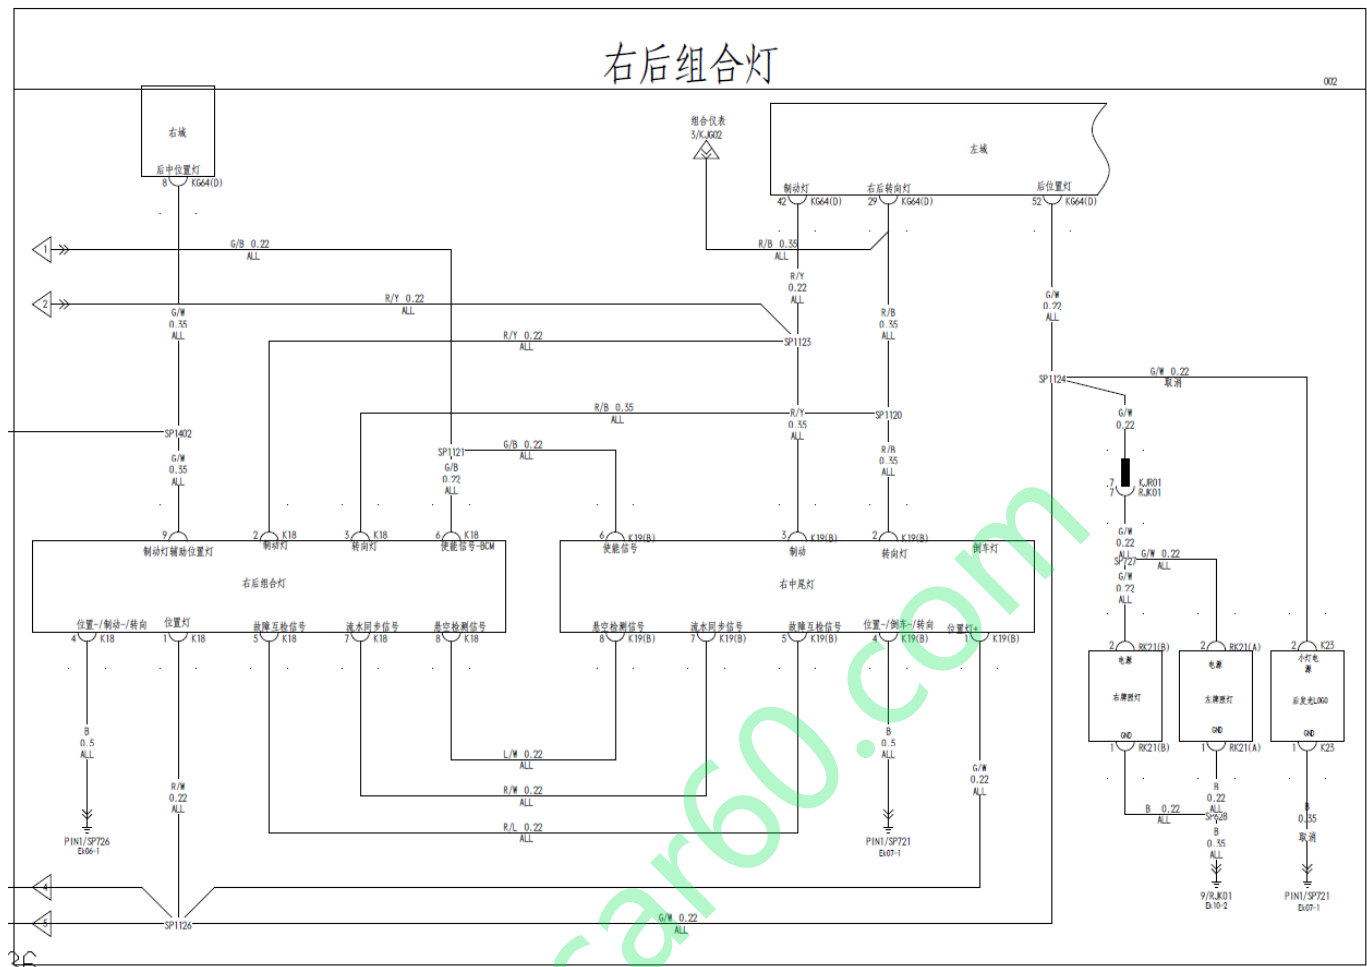 右后组合灯
002
右域
后中位置灯
8 KG64(D)
组合仪表
3/KJG02
左域
制动灯
42 KG64(D)
右后转向灯
29 KG64(D)
后位置灯
52 KG64(D)
1
G/B 0.22
ALL
R/B 0.35
ALL
R/Y
0.22
ALL
2
R/Y 0.22
ALL
G/W
0.35
ALL
R/B
0.35
ALL
G/W
0.22
ALL
R/Y 0.22
ALL
SP1123
SP1124
G/W 0.22
取消
R/B 0.35
ALL
R/Y
0.35
ALL
SP1120
G/W
0.22
SP1402
G/W
0.35
ALL
SP1121
G/B 0.22
ALL
G/B
0.22
ALL
R/B
0.35
ALL
7 KJR01
7 RJK01
9
制动灯辅助位置灯
2 K18
制动灯
3 K18
转向灯
6 K18
使能信号-BCM
6 K19(B)
使能信号
3 K19(B)
制动
2 K19(B)
转向灯
倒车灯
右后组合灯
右中尾灯
G/W
0.22
ALL
SP727
G/W 0.22
ALL
G/W
0.22
ALL
位置-/制动-/转向
4 K18
位置灯
1 K18
故障互检信号
5 K18
流水同步信号
7 K18
悬空检测信号
8 K18
悬空检测信号
8 K19(B)
流水同步信号
7 K19(B)
故障互检信号
5 K19(B)
位置-/倒车-/转向
4 K19(B)
位置灯+
1 K19(B)
2 RK21(B)
电源
右牌照灯
GND
1 RK21(B)
2 RK21(A)
电源
左牌照灯
GND
1 RK21(A)
2 K23
小灯电
源
后发光LOGO
GND
1 K23
B
0.5
ALL
R/W
0.22
ALL
L/W 0.22
ALL
R/W 0.22
ALL
R/L 0.22
ALL
B
0.5
ALL
G/W
0.22
ALL
B 0.22
ALL
B
0.22
ALL
B
0.35
ALL
B
0.35
取消
PIN1/SP726
EK06-1
PIN1/SP721
EK07-1
9/RJK01
EK10-2
PIN1/SP721
EK07-1
4
5
SP1126
G/W 0.22
ALL
car60.com